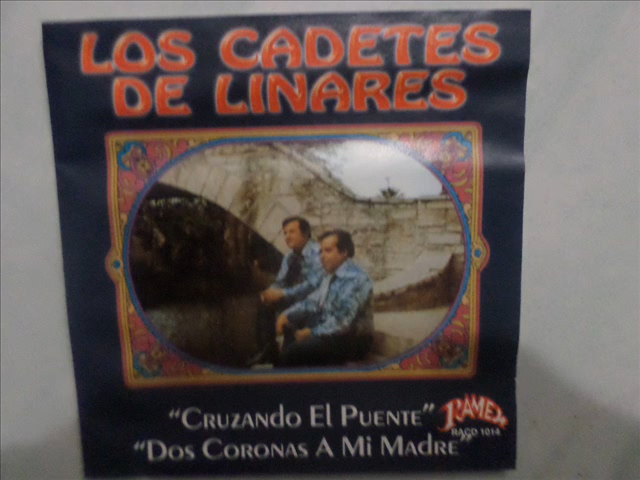 LOS CADETES
DE LINARES
"CRUZANDO EL PUENTE"
"DOS CORONAS A MI MADRE"
RAMEX
RACD 1014